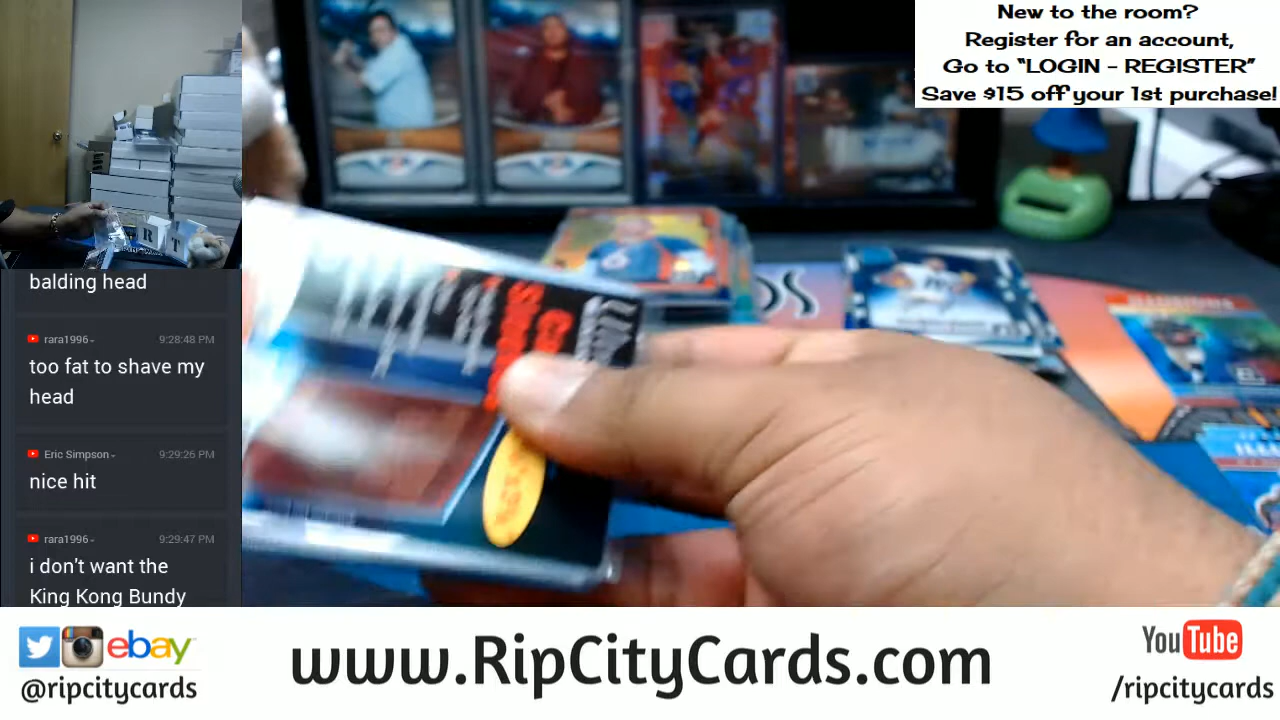 New to the room?
Register for an account,
Go to "LOGIN - REGISTER"
Save $15 off your 1st purchase!
R T
balding head
rara1996
9:28:48 PM
too fat to shave my
head
Eric Simpson
9:29:26 PM
nice hit
rara1996
9:29:47 PM
i don't want the
King Kong Bundy
ebay
@ripcitycards
www.RipCityCards.com
YouTube
/ripcitycards